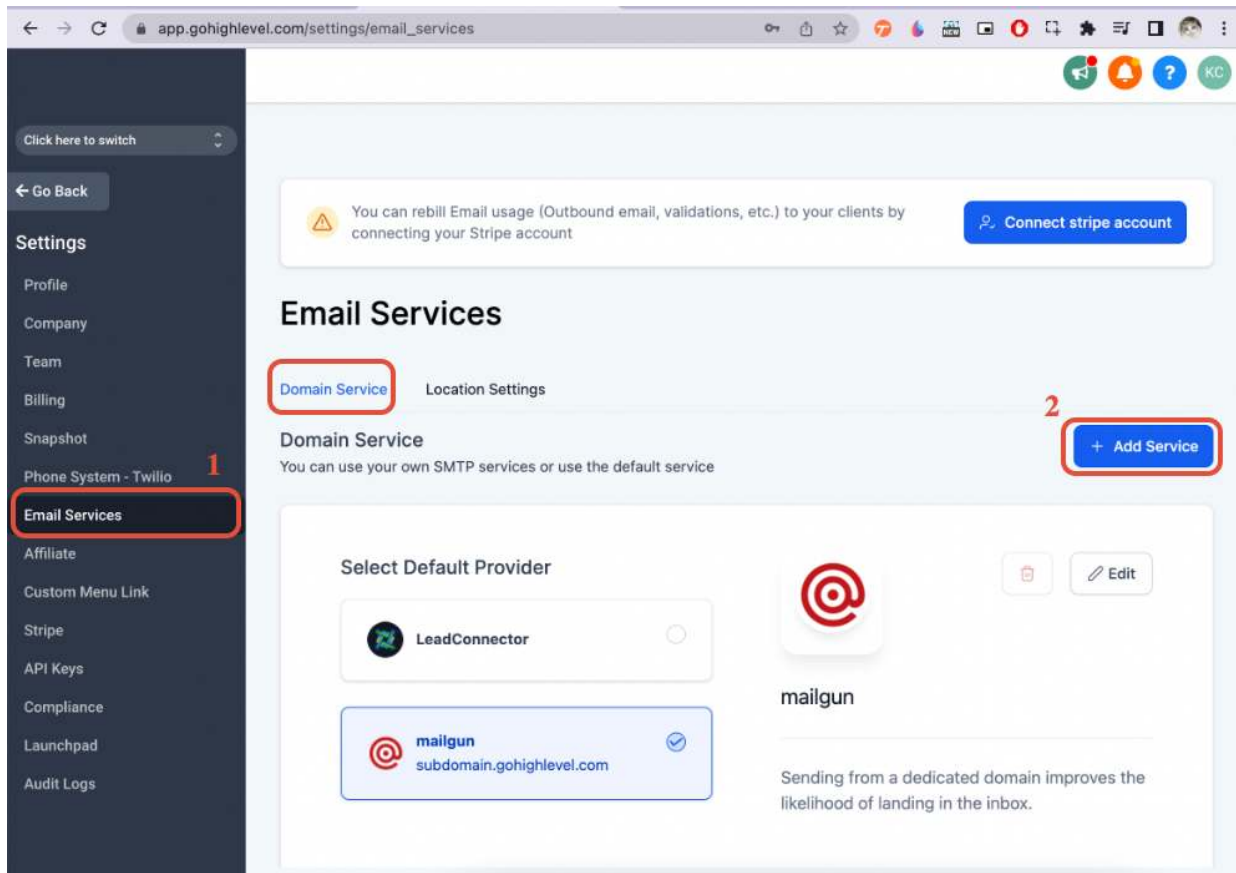 app.gohighlevel.com/settings/email_services
NEW
?
KC
Click here to switch
Go Back
Settings
Profile
Company
Team
Billing
Snapshot
Phone System - Twilio
1
Email Services
Affiliate
Custom Menu Link
Stripe
API Keys
Compliance
Launchpad
Audit Logs
You can rebill Email usage (Outbound email, validations, etc.) to your clients by
connecting your Stripe account
Connect stripe account
Email Services
Domain Service
Location Settings
2
Domain Service
You can use your own SMTP services or use the default service
+ Add Service
Select Default Provider
LeadConnector
mailgun
subdomain.gohighlevel.com
Edit
mailgun
Sending from a dedicated domain improves the
likelihood of landing in the inbox.